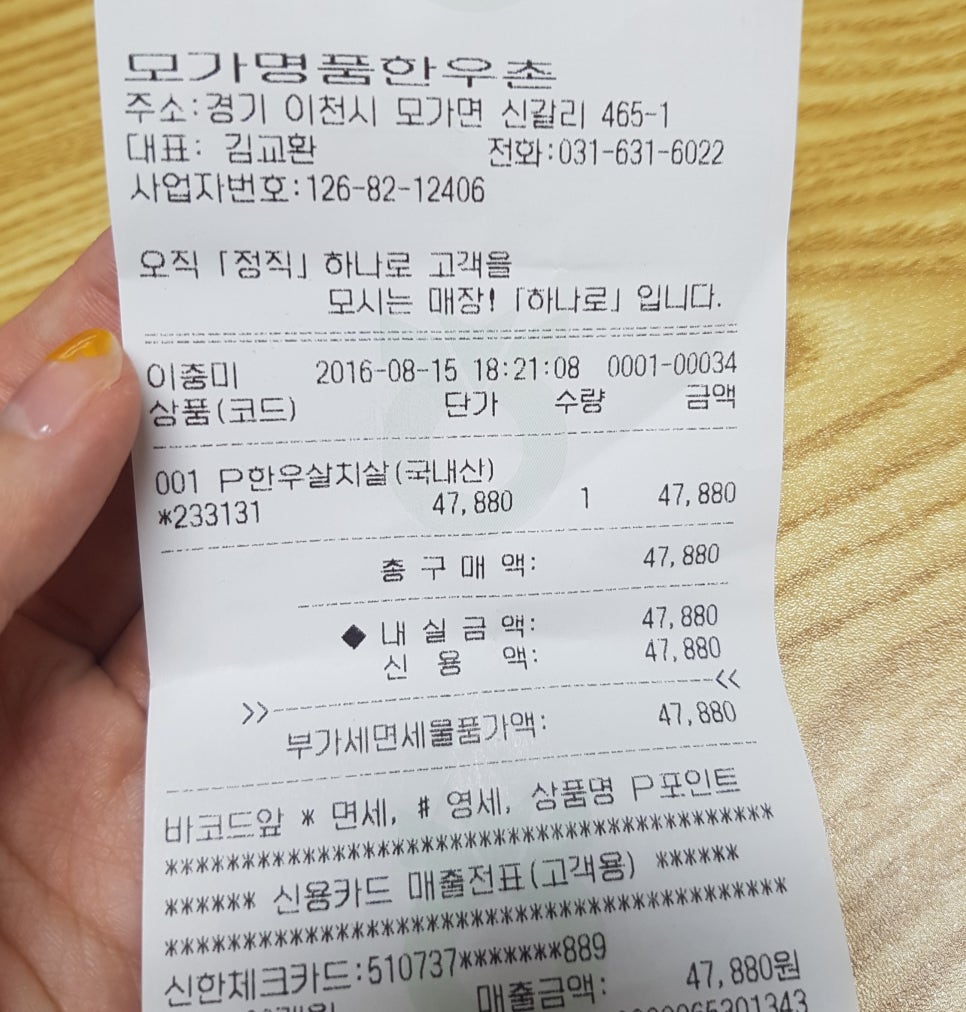 모가명품한우촌
주소:경기 이천시 모가면 신갈리 465-1
대표: 김교환 전화:031-631-6022
사업자번호:126-82-12406
오직 「정직」 하나로 고객을
모시는 매장! 「하나로」 입니다.
이충미 2016-08-15 18:21:08 0001-00034
상품(코드) 단가 수량 금액
001 P한우살치살(국내산)
*233131 47,880 1 47,880
총 구 매 액: 47,880
◆ 내 실 금 액: 47,880
신 용 액: 47,880
>> <<
부가세면세물품가액: 47,880
바코드앞 * 면세, # 영세, 상품명 P포인트
****************************************
****** 신용카드 매출전표(고객용) ******
****************************************
신한체크카드:510737*******889
매출금액: 47,880원